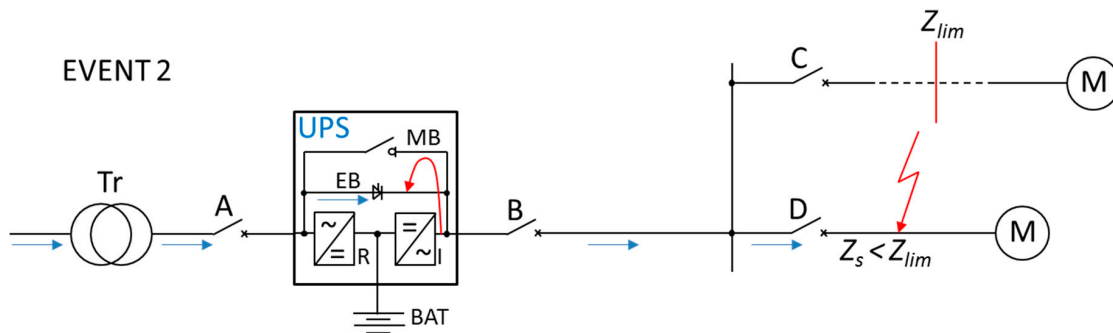 EVENT 2
Tr
A
UPS
MB
EB
R
I
BAT
B
C
Z_lim
M
D
Z_s < Z_lim
M